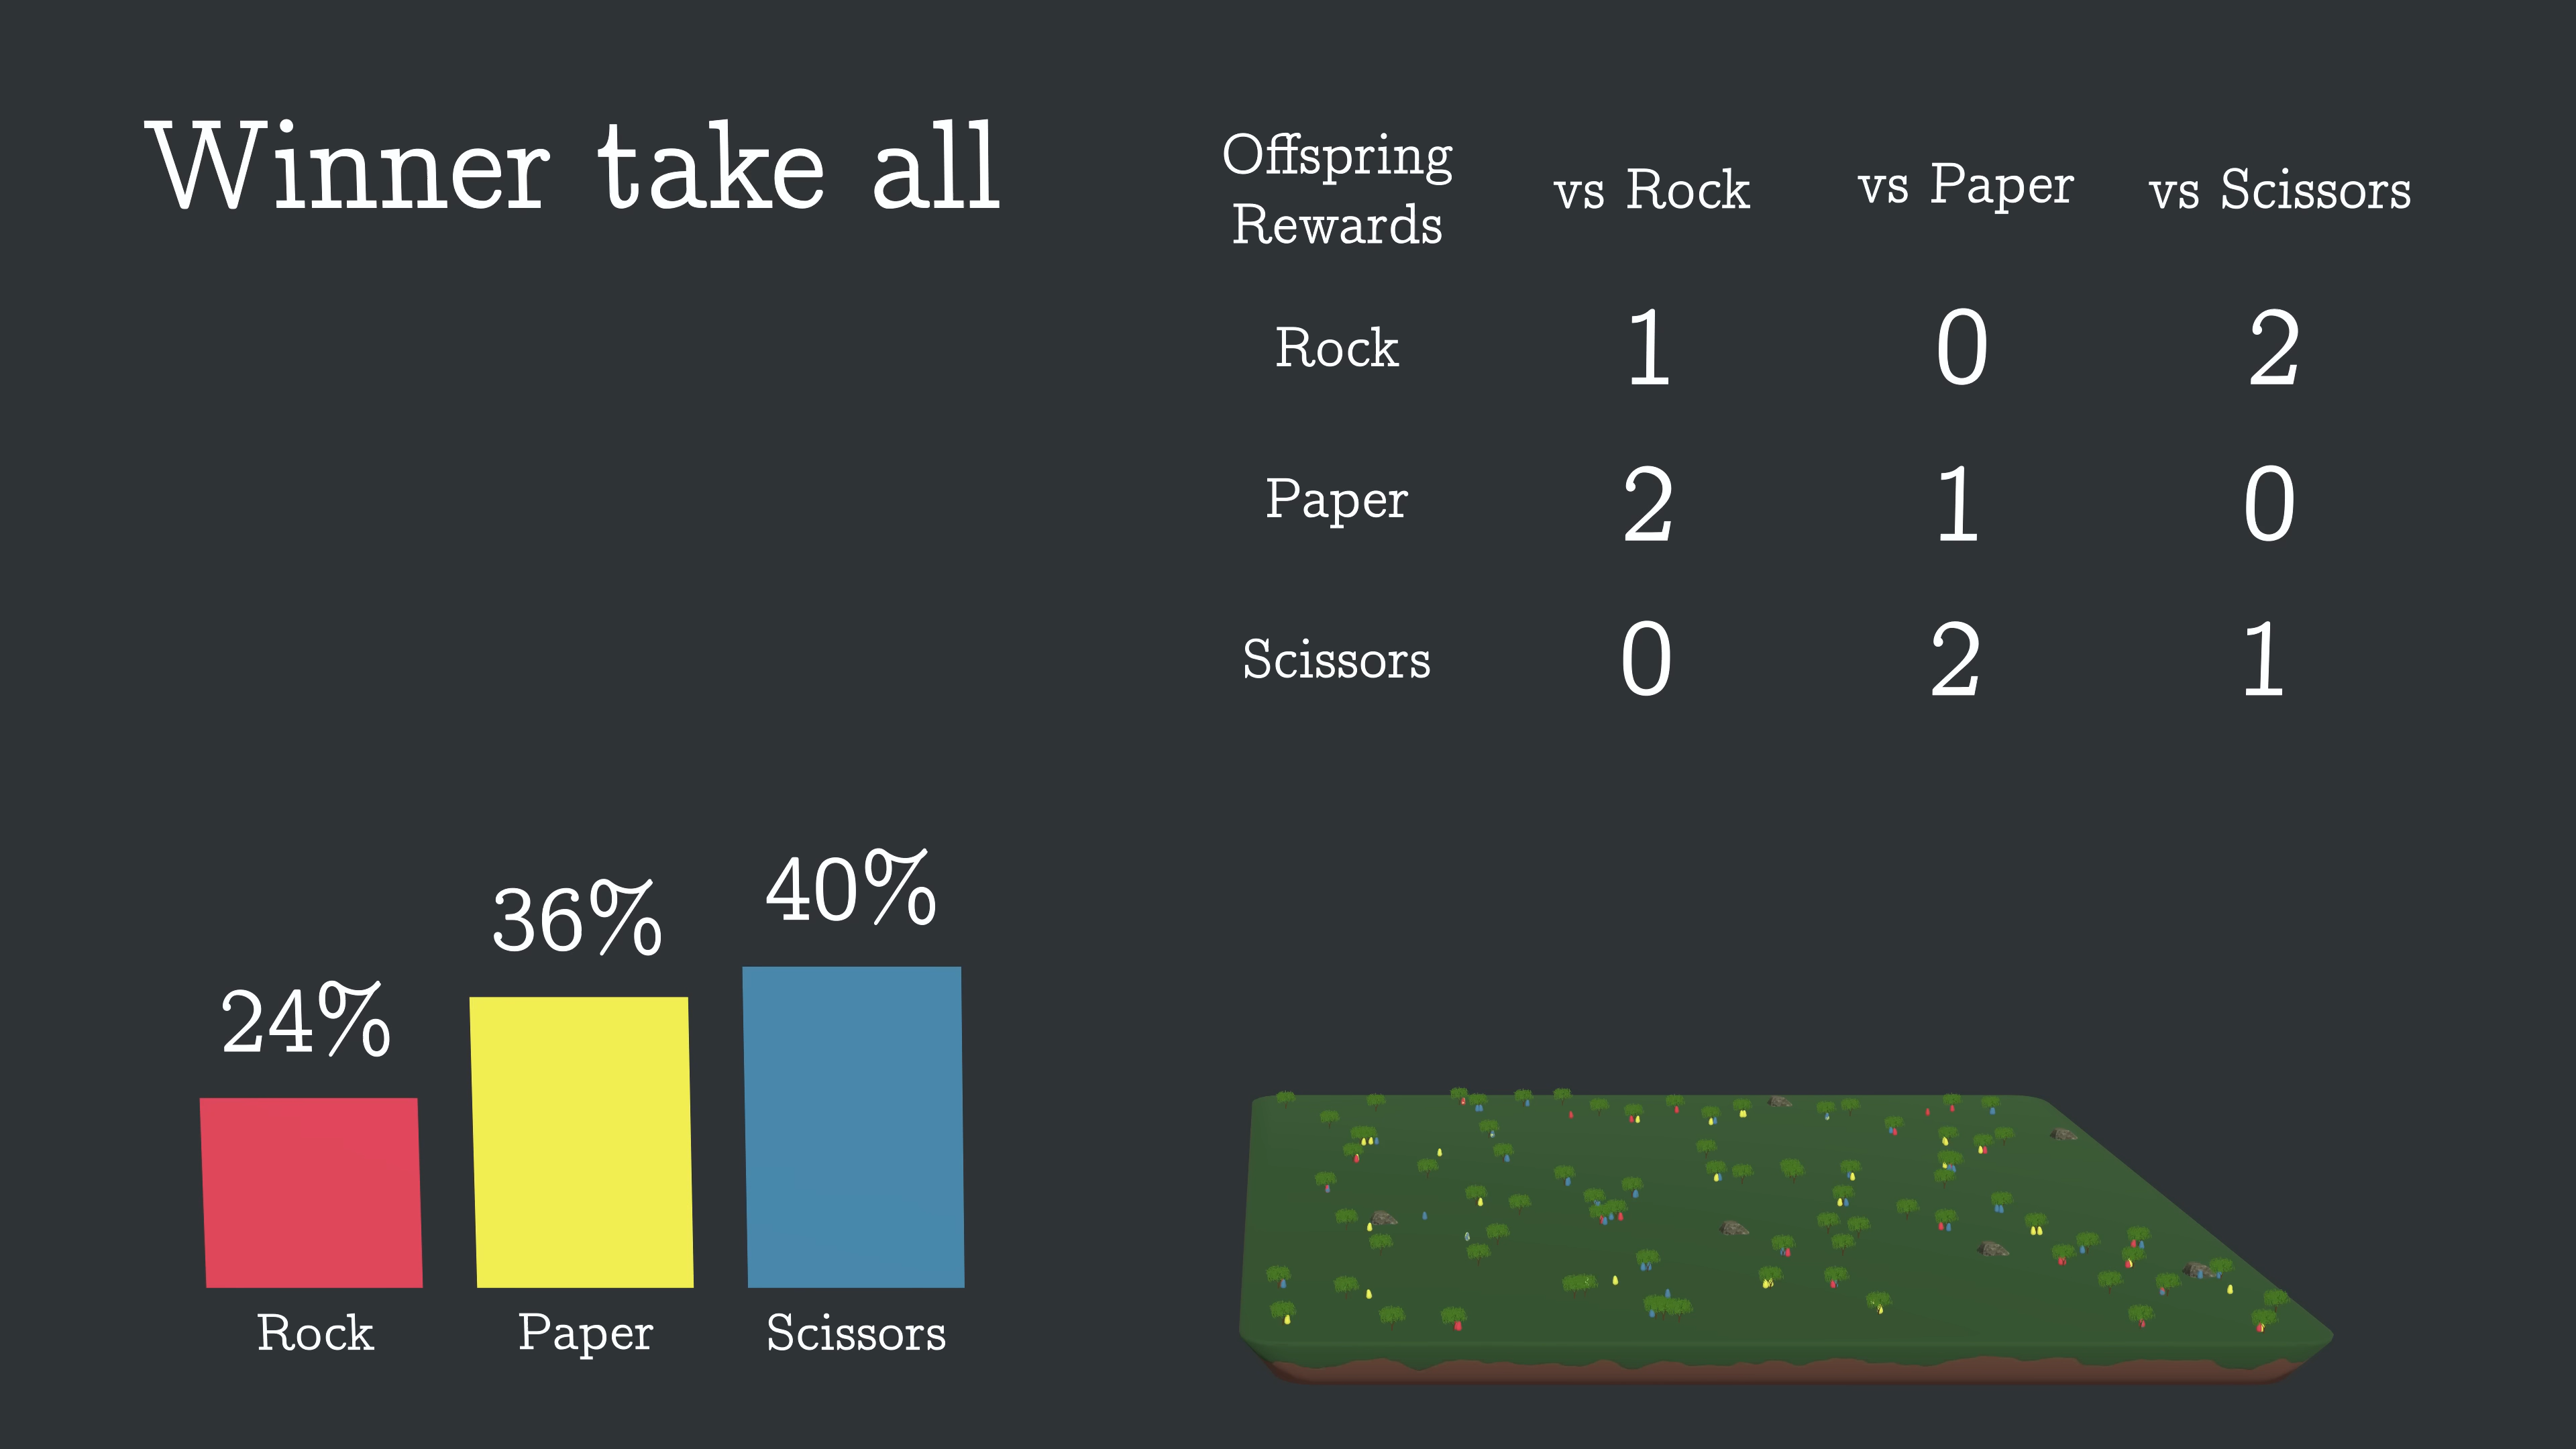 Winner take all
Offspring
Rewards
vs Rock vs Paper vs Scissors
Rock 1 0 2
Paper 2 1 0
Scissors 0 2 1
24% 36% 40%
Rock Paper Scissors